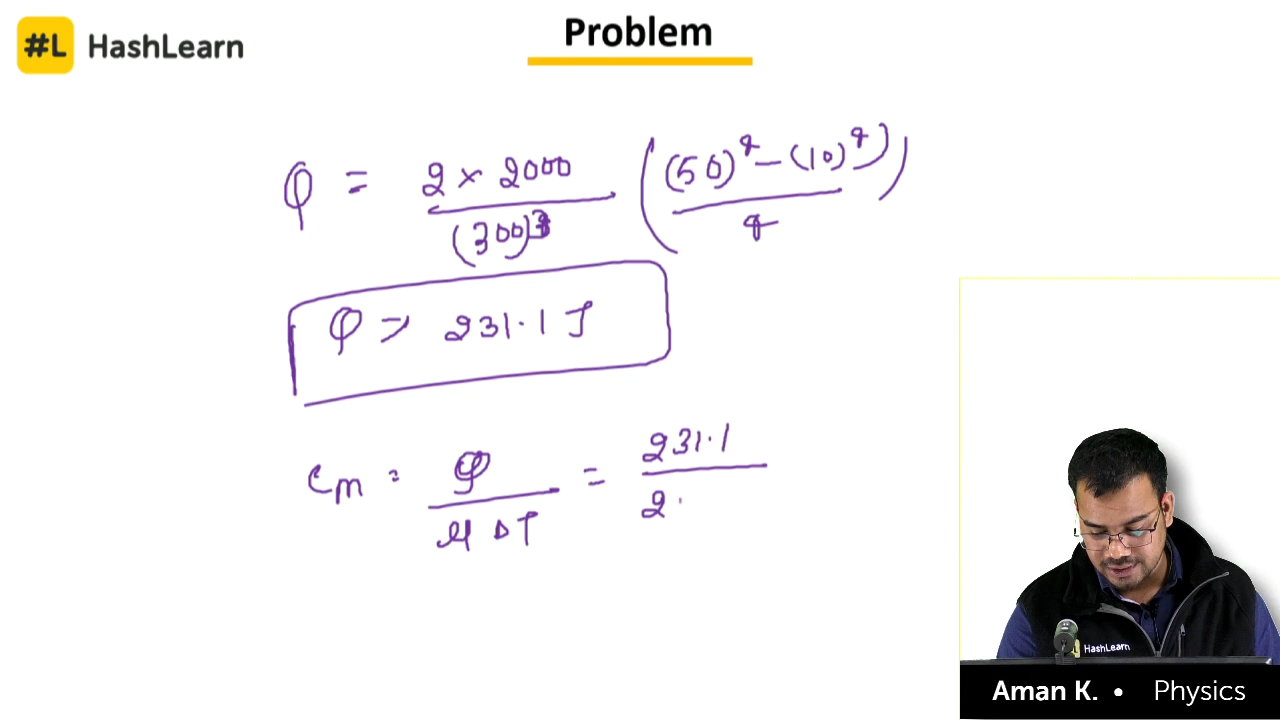 #L HashLearn
Problem
Q = 2 × 2000 / (300)³ ( (50)⁴ - (10)⁴ / 4 )
Q = 231.1 J
Cm = Q / μ ΔT = 231.1 / 2.
HashLearn
Aman K. • Physics